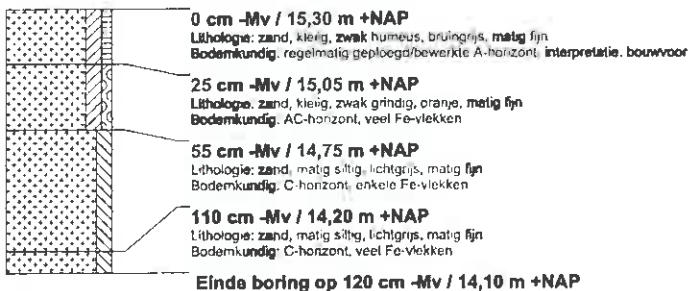 0 cm -Mv / 15,30 m +NAP
Lithologie: zand, kleiig, zwak humeus, bruingrijs, matig fijn
Bodemkundig: regelmatig geploegd/bewerkte A-horizont, interpretatie: bouwvoor
25 cm -Mv / 15,05 m +NAP
Lithologie: zand, kleiig, zwak grindig, oranje, matig fijn
Bodemkundig: AC-horizont, veel Fe-vlekken
55 cm -Mv / 14,75 m +NAP
Lithologie: zand, matig siltig, lichtgrijs, matig fijn
Bodemkundig: C-horizont, enkele Fe-vlekken
110 cm -Mv / 14,20 m +NAP
Lithologie: zand, matig siltig, lichtgrijs, matig fijn
Bodemkundig: C-horizont, veel Fe-vlekken
Einde boring op 120 cm -Mv / 14,10 m +NAP